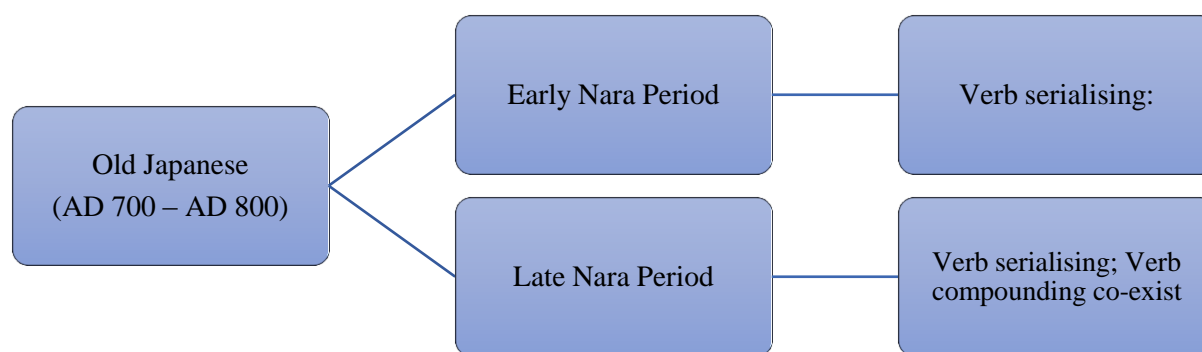 Old Japanese
(AD 700 – AD 800)
Early Nara Period
Verb serialising:
Late Nara Period
Verb serialising; Verb
compounding co-exist